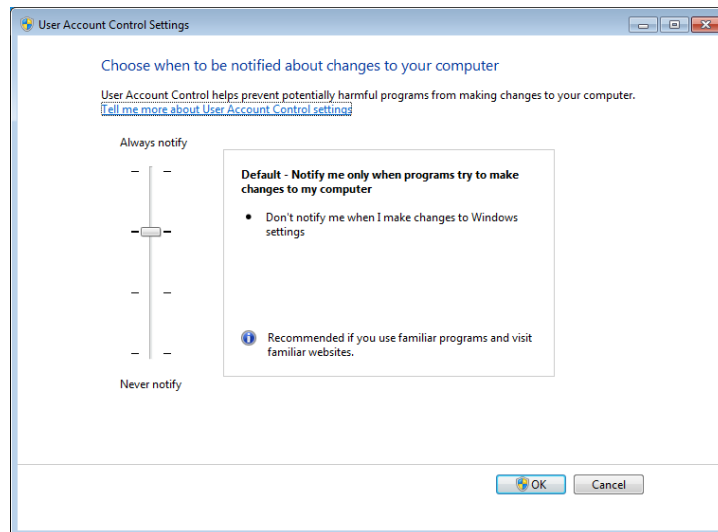 User Account Control Settings
Choose when to be notified about changes to your computer
User Account Control helps prevent potentially harmful programs from making changes to your computer.
Tell me more about User Account Control settings
Always notify
Default - Notify me only when programs try to make
changes to my computer
• Don't notify me when I make changes to Windows
settings
Recommended if you use familiar programs and visit
familiar websites.
Never notify
OK
Cancel